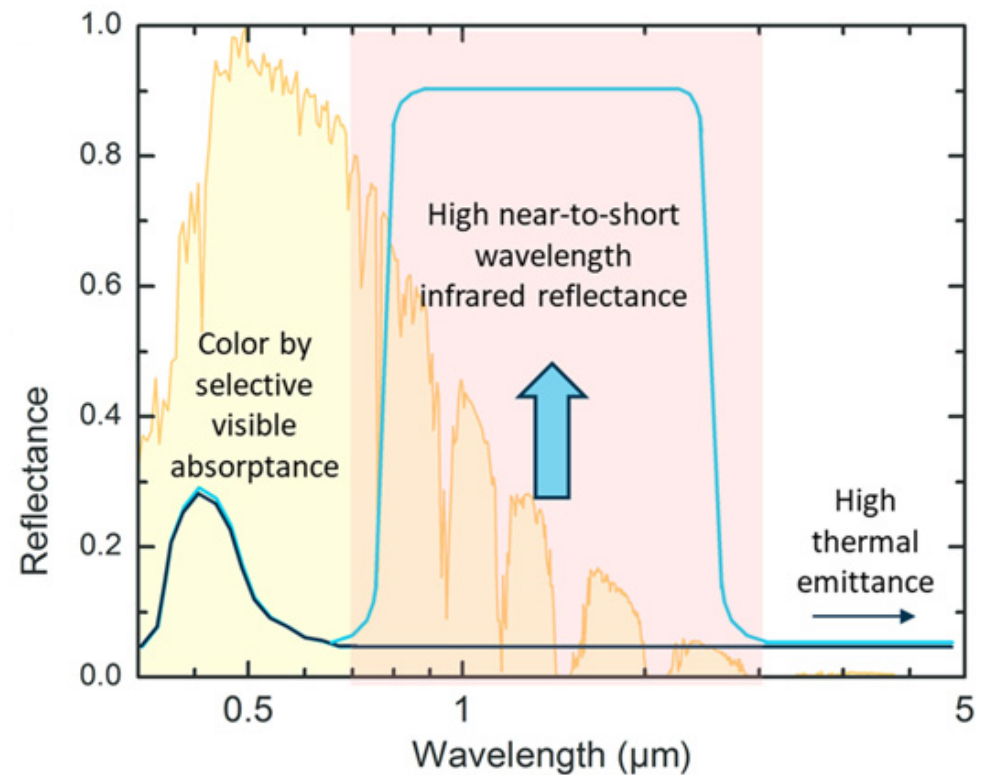 1.0
0.8
0.6
0.4
0.2
0.0
Reflectance
Color by
selective
visible
absorptance
High near-to-short
wavelength
infrared reflectance
High
thermal
emittance
0.5
1
5
Wavelength (μm)